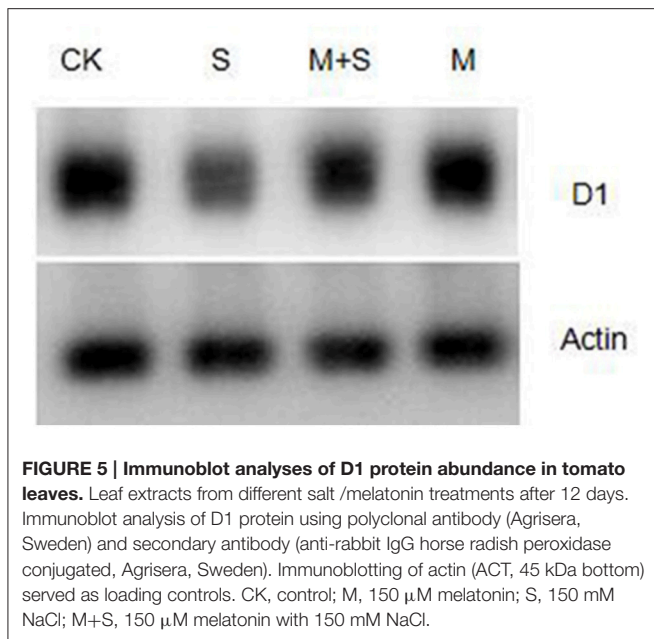 CK S M+S M
D1
Actin
FIGURE 5 | Immunoblot analyses of D1 protein abundance in tomato
leaves. Leaf extracts from different salt /melatonin treatments after 12 days.
Immunoblot analysis of D1 protein using polyclonal antibody (Agrisera,
Sweden) and secondary antibody (anti-rabbit IgG horse radish peroxidase
conjugated, Agrisera, Sweden). Immunoblotting of actin (ACT, 45 kDa bottom)
served as loading controls. CK, control; M, 150 μM melatonin; S, 150 mM
NaCl; M+S, 150 μM melatonin with 150 mM NaCl.